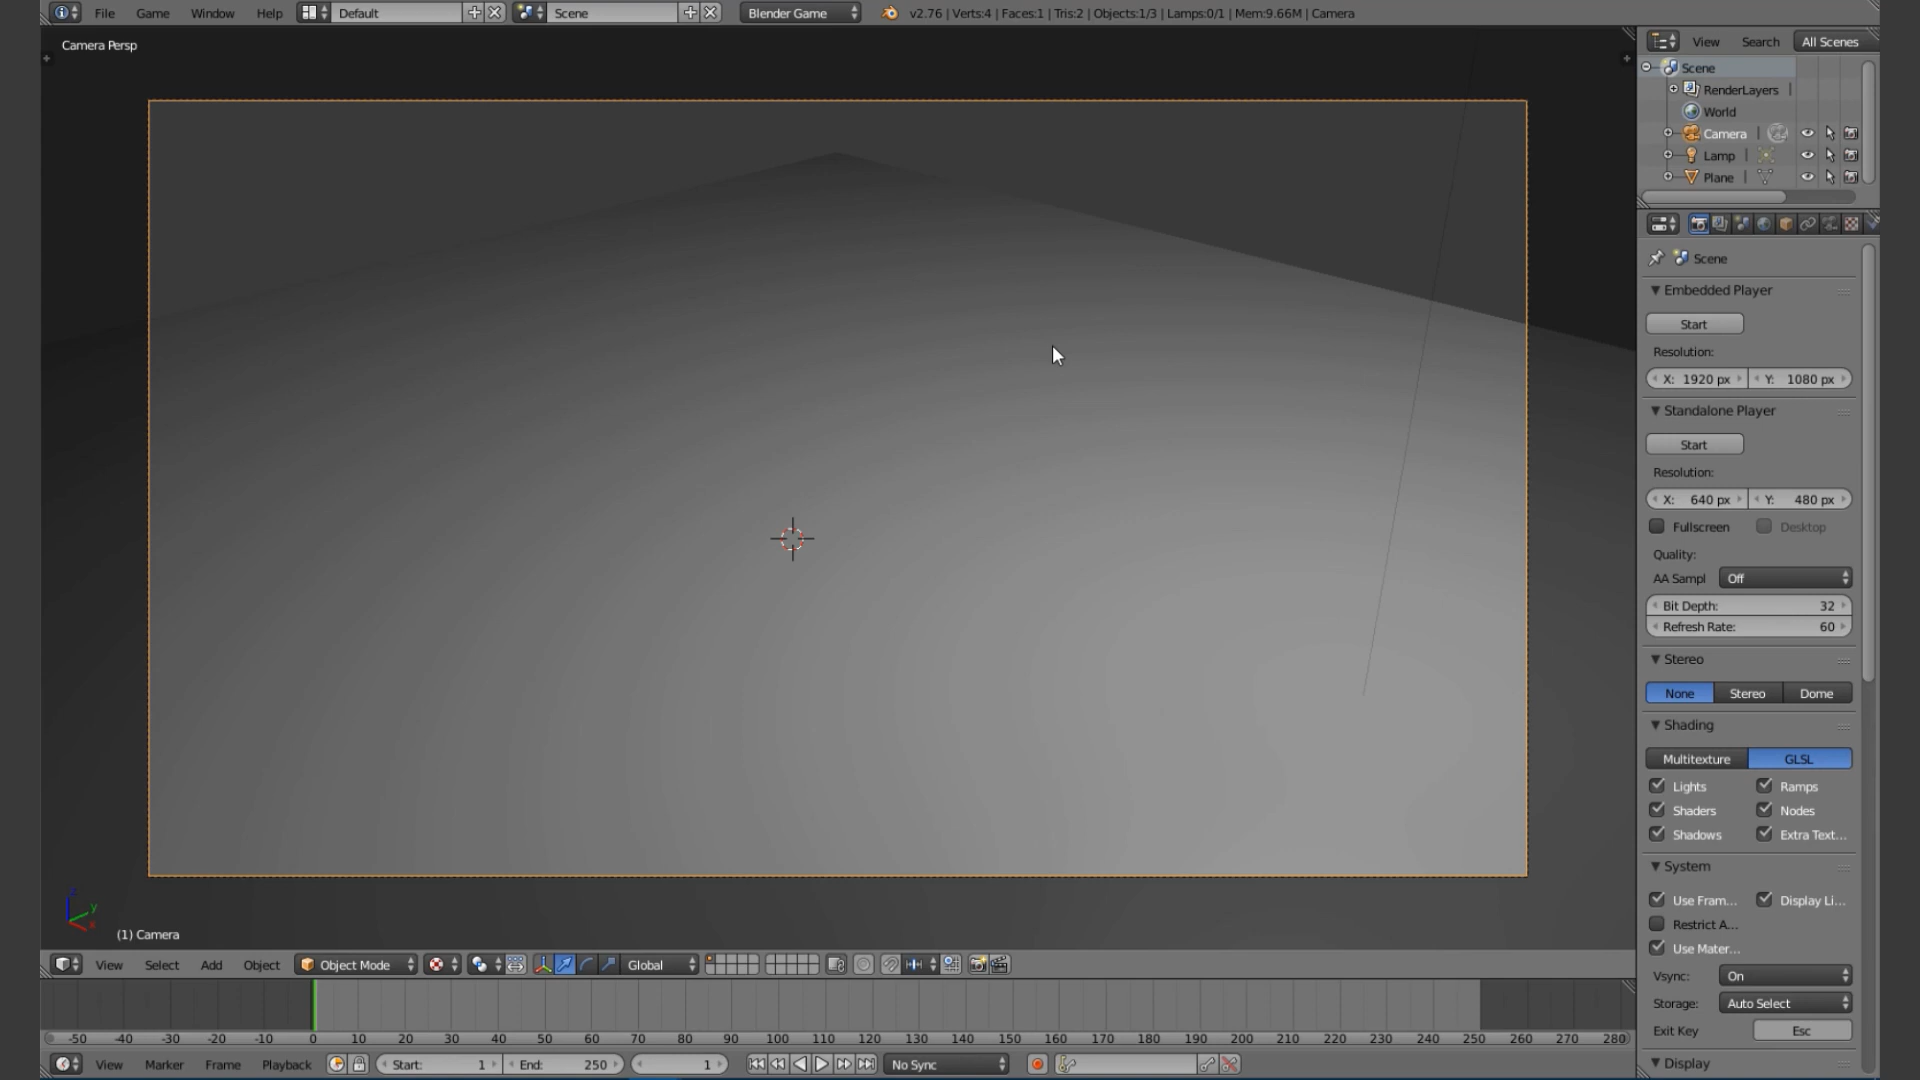 File Game Window Help Default Scene Blender Game v2.76 | Verts:4 | Faces:1 | Tris:2 | Objects:1/3 | Lamps:0/1 | Mem:9.66M | Camera
Camera Persp
View Search All Scenes
Scene
RenderLayers
World
Camera
Lamp
Plane
Scene
Embedded Player
Start
Resolution:
X: 1920 px Y: 1080 px
Standalone Player
Start
Resolution:
X: 640 px Y: 480 px
Fullscreen Desktop
Quality:
AA Sampl Off
Bit Depth: 32
Refresh Rate: 60
Stereo
None Stereo Dome
Shading
Multitexture GLSL
Lights Ramps
Shaders Nodes
Shadows Extra Text...
System
Use Fram... Display Li...
Restrict A...
Use Mater...
Vsync: On
Storage: Auto Select
Exit Key Esc
Display
z
y
x
(1) Camera
View Select Add Object Object Mode Global
-50 -40 -30 -20 -10 0 10 20 30 40 50 60 70 80 90 100 110 120 130 140 150 160 170 180 190 200 210 220 230 240 250 260 270 280
View Marker Frame Playback Start: 1 End: 250 1 No Sync